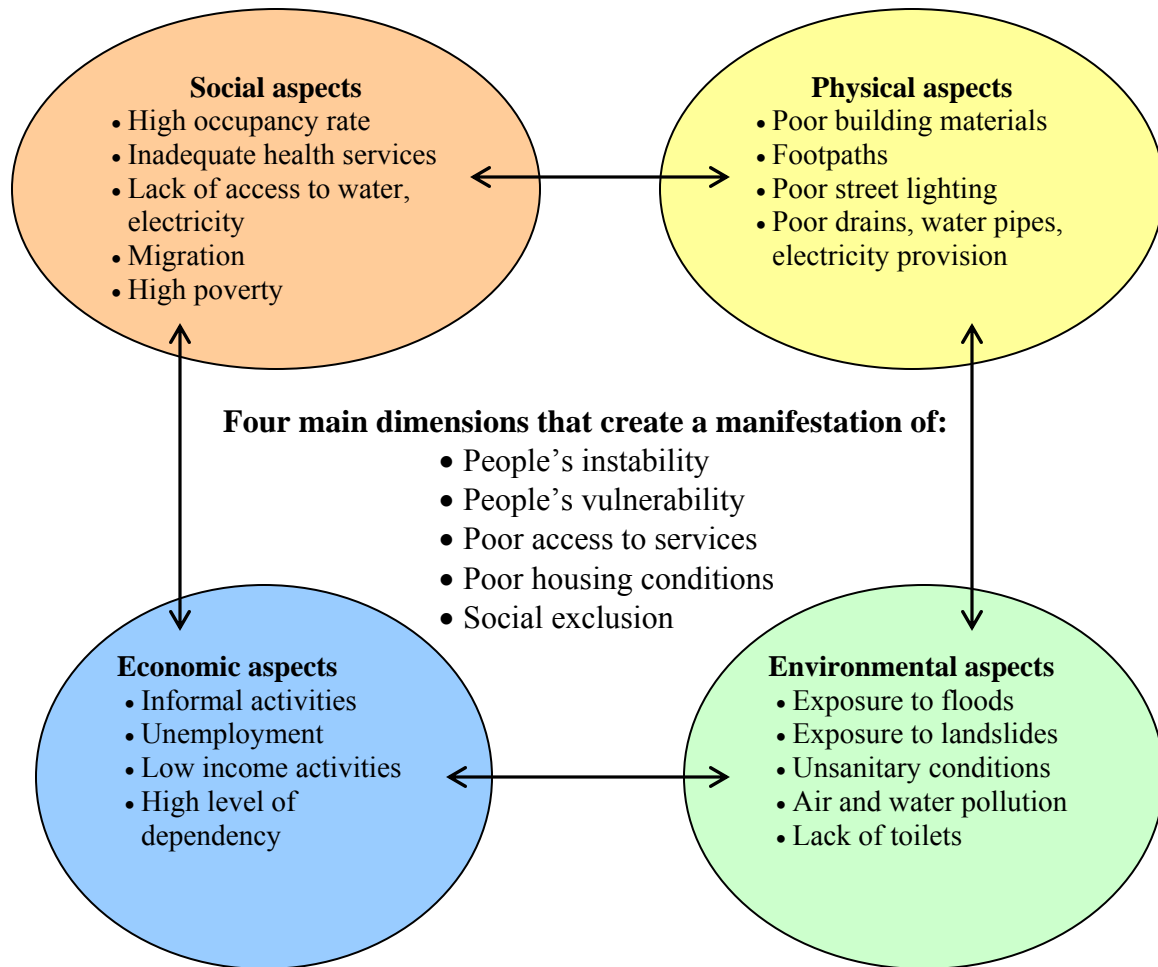 Social aspects
• High occupancy rate
• Inadequate health services
• Lack of access to water,
electricity
• Migration
• High poverty
Physical aspects
• Poor building materials
• Footpaths
• Poor street lighting
• Poor drains, water pipes,
electricity provision
Four main dimensions that create a manifestation of:
• People’s instability
• People’s vulnerability
• Poor access to services
• Poor housing conditions
• Social exclusion
Economic aspects
• Informal activities
• Unemployment
• Low income activities
• High level of
dependency
Environmental aspects
• Exposure to floods
• Exposure to landslides
• Unsanitary conditions
• Air and water pollution
• Lack of toilets